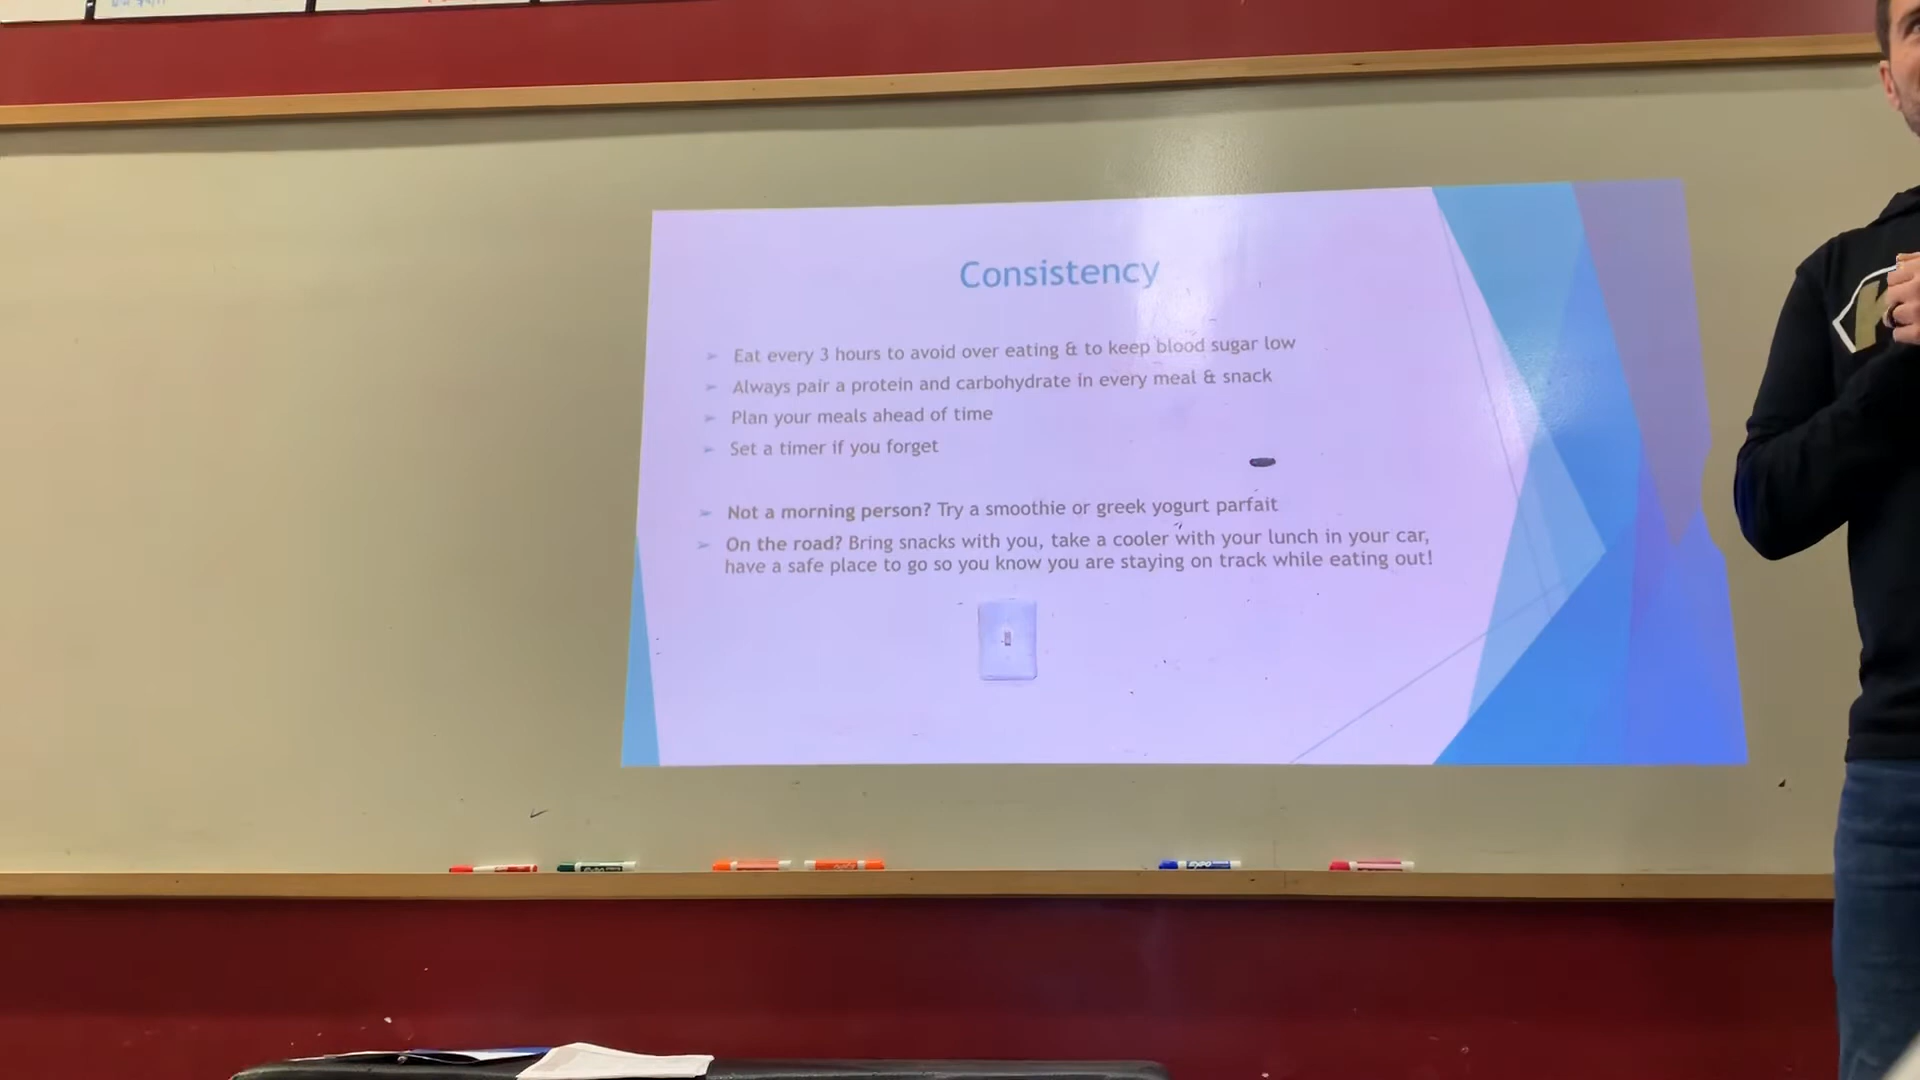 Consistency
➢ Eat every 3 hours to avoid over eating & to keep blood sugar low
➢ Always pair a protein and carbohydrate in every meal & snack
➢ Plan your meals ahead of time
➢ Set a timer if you forget
➢ Not a morning person? Try a smoothie or greek yogurt parfait
➢ On the road? Bring snacks with you, take a cooler with your lunch in your car,
have a safe place to go so you know you are staying on track while eating out!
EXPO